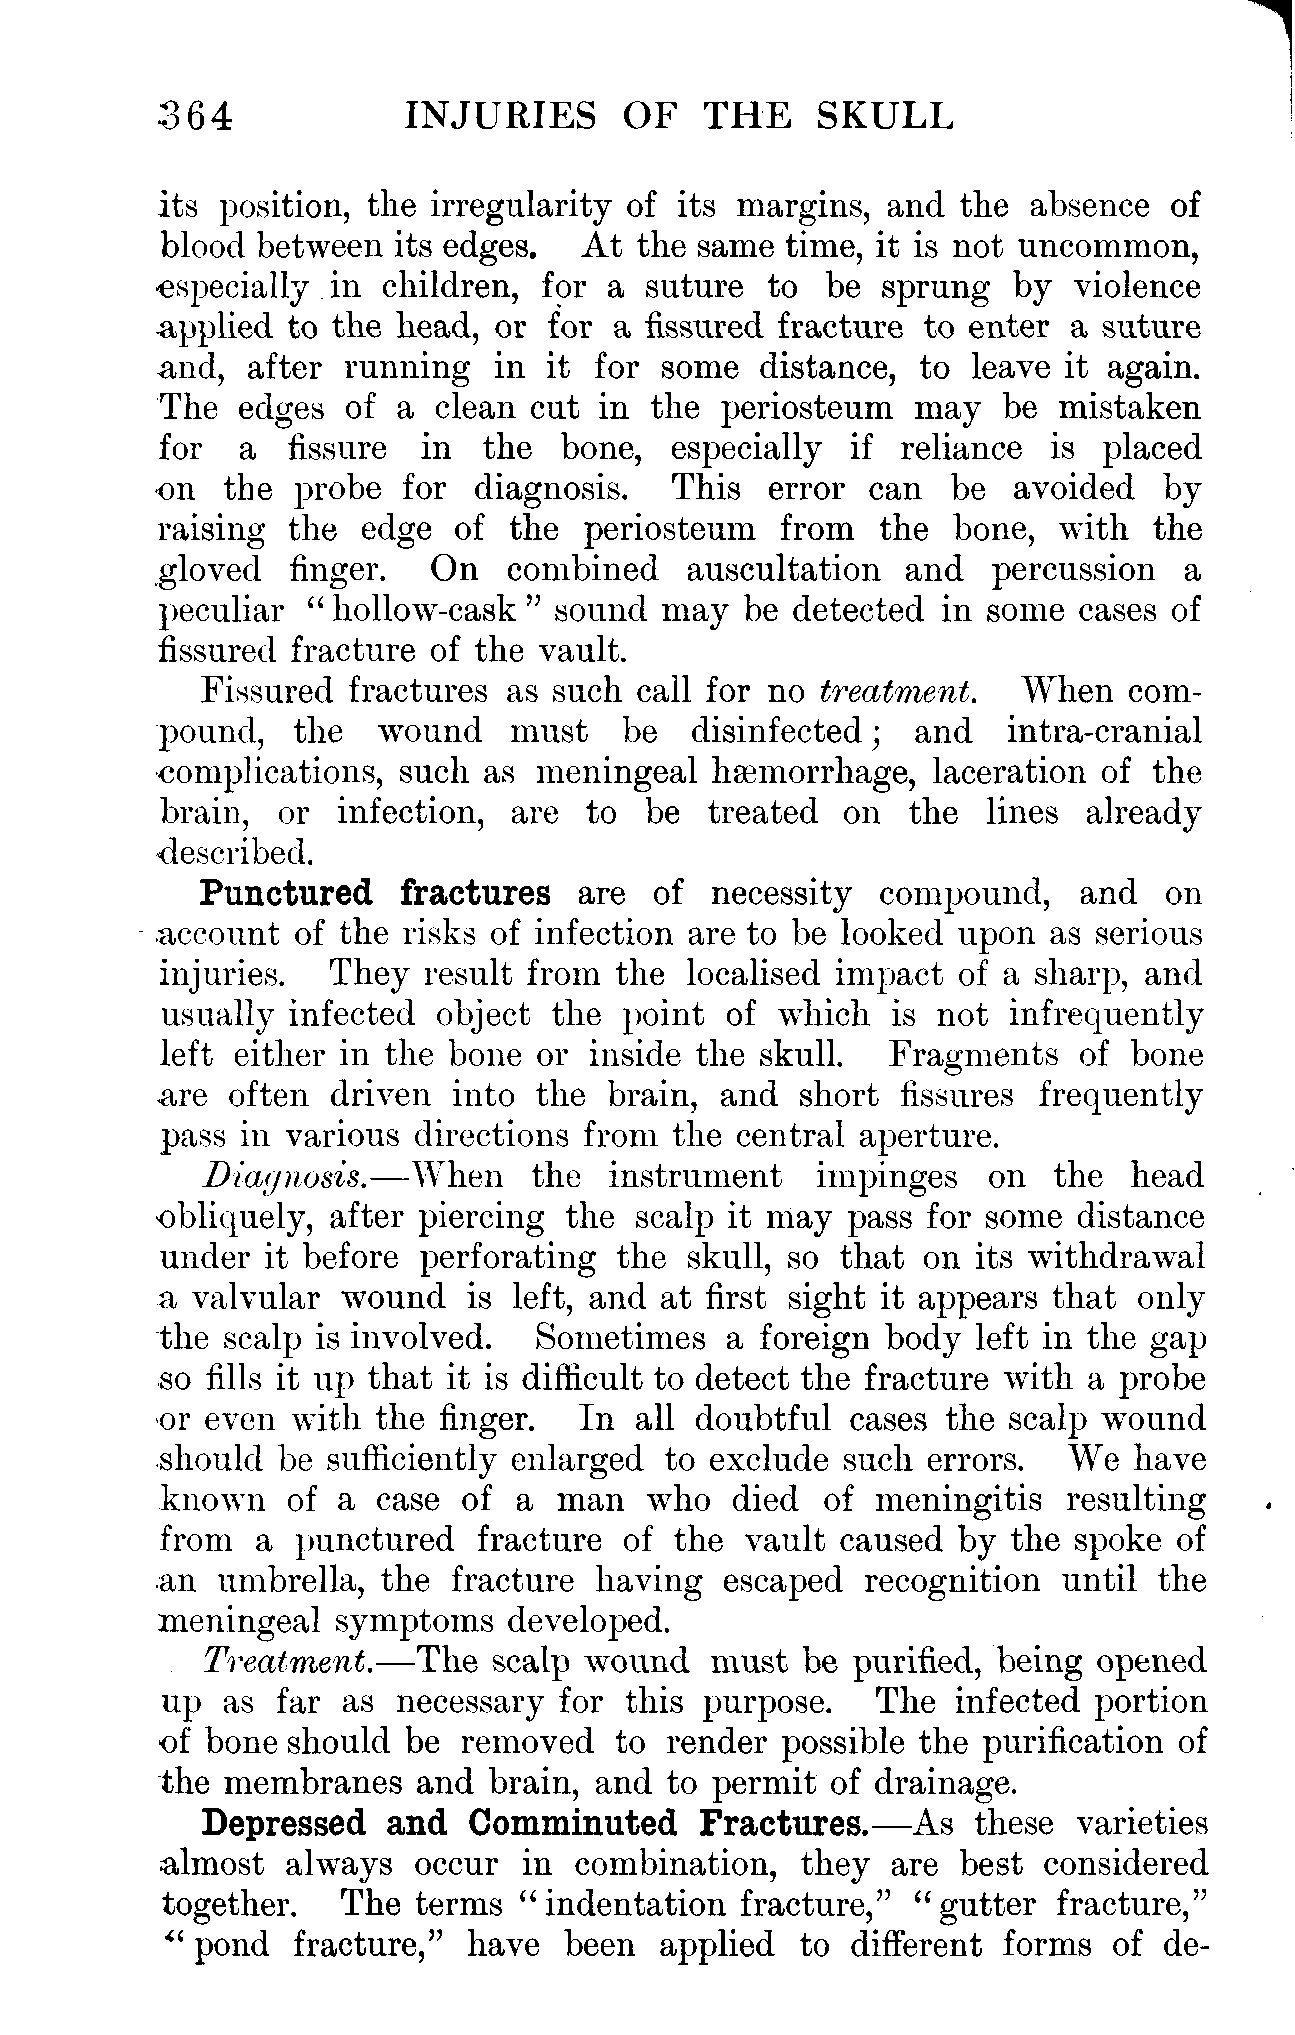 364 INJURIES OF THE SKULL
its position, the irregularity of its margins, and the absence of
blood between its edges. At the same time, it is not uncommon,
especially in children, for a suture to be sprung by violence
applied to the head, or for a fissured fracture to enter a suture
and, after running in it for some distance, to leave it again.
The edges of a clean cut in the periosteum may be mistaken
for a fissure in the bone, especially if reliance is placed
on the probe for diagnosis. This error can be avoided by
raising the edge of the periosteum from the bone, with the
gloved finger. On combined auscultation and percussion a
peculiar “hollow-cask” sound may be detected in some cases of
fissured fracture of the vault.
Fissured fractures as such call for no treatment. When com-
pound, the wound must be disinfected; and intra-cranial
complications, such as meningeal hæmorrhage, laceration of the
brain, or infection, are to be treated on the lines already
described.
Punctured fractures are of necessity compound, and on
account of the risks of infection are to be looked upon as serious
injuries. They result from the localised impact of a sharp, and
usually infected object the point of which is not infrequently
left either in the bone or inside the skull. Fragments of bone
are often driven into the brain, and short fissures frequently
pass in various directions from the central aperture.
Diagnosis.—When the instrument impinges on the head
obliquely, after piercing the scalp it may pass for some distance
under it before perforating the skull, so that on its withdrawal
a valvular wound is left, and at first sight it appears that only
the scalp is involved. Sometimes a foreign body left in the gap
so fills it up that it is difficult to detect the fracture with a probe
or even with the finger. In all doubtful cases the scalp wound
should be sufficiently enlarged to exclude such errors. We have
known of a case of a man who died of meningitis resulting
from a punctured fracture of the vault caused by the spoke of
an umbrella, the fracture having escaped recognition until the
meningeal symptoms developed.
Treatment.—The scalp wound must be purified, being opened
up as far as necessary for this purpose. The infected portion
of bone should be removed to render possible the purification of
the membranes and brain, and to permit of drainage.
Depressed and Comminuted Fractures.—As these varieties
almost always occur in combination, they are best considered
together. The terms “indentation fracture,” “gutter fracture,”
“pond fracture,” have been applied to different forms of de-